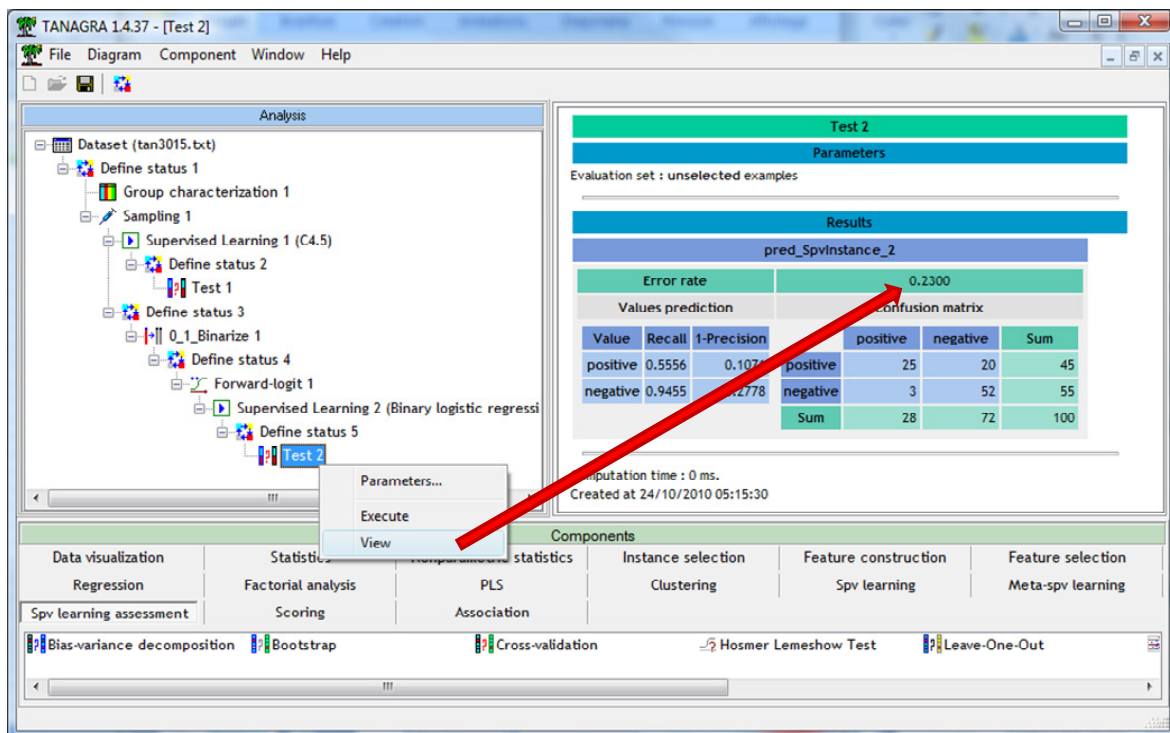 TANAGRA 1.4.37 - [Test 2]
File Diagram Component Window Help
Analysis
Dataset (tan3015.txt)
Define status 1
Group characterization 1
Sampling 1
Supervised Learning 1 (C4.5)
Define status 2
Test 1
Define status 3
0_1_Binarize 1
Define status 4
Forward-logit 1
Supervised Learning 2 (Binary logistic regressi
Define status 5
Test 2
Parameters...
Execute
View
Test 2
Parameters
Evaluation set : unselected examples
Results
pred_SpvInstance_2
Error rate 0.2300
Values prediction matrix
Value Recall 1-Precision positive negative Sum
positive 0.5556 positive 25 20 45
negative 0.9455 negative 3 52 55
Sum 28 72 100
time : 0 ms.
Created at 24/10/2010 05:15:30
Components
Data visualization Statistics statistics Instance selection Feature construction Feature selection
Regression Factorial analysis PLS Clustering Spv learning Meta-spv learning
Spv learning assessment Scoring Association
Bias-variance decomposition Bootstrap Cross-validation Hosmer Lemeshow Test Leave-One-Out